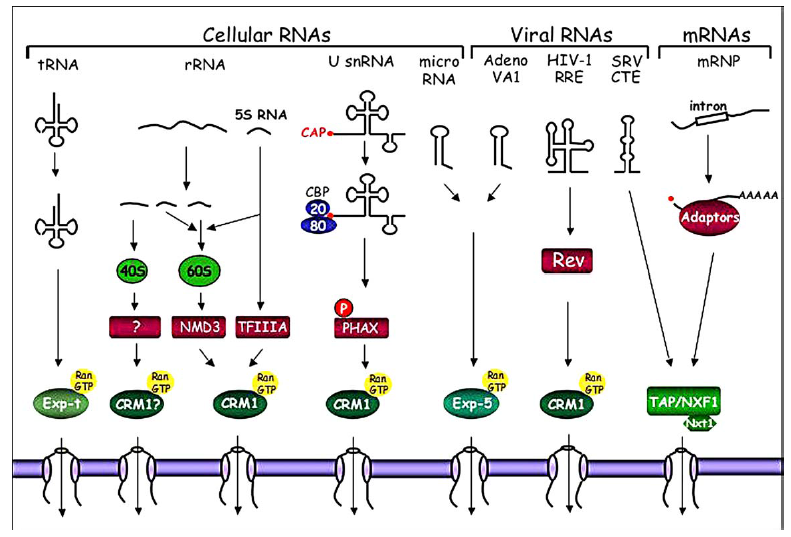 Cellular RNAs
Viral RNAs
mRNAs
tRNA
rRNA
U snRNA
micro
RNA
Adeno
VA1
HIV-1
RRE
SRV
CTE
mRNP
5S RNA
CAP
intron
CBP
20
80
AAAAA
Adaptors
40S
60S
Rev
P
?
NMD3
TFIIIA
PHAX
Ran
GTP
Exp-t
Ran
GTP
CRM1?
Ran
GTP
CRM1
Ran
GTP
CRM1
Ran
GTP
Exp-5
Ran
GTP
CRM1
TAP/NXF1
Nxt1